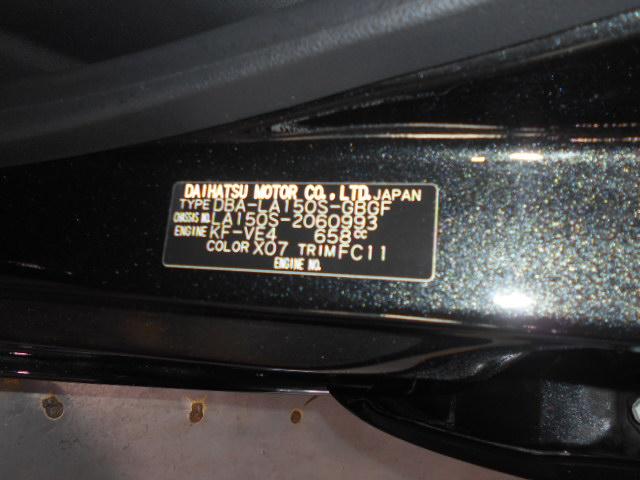 DAIHATSU MOTOR CO., LTD. JAPAN
TYPE DBA-LA150S-GBGF
CHASSIS NO. LA150S-2060993
ENGINE KF-VE4 658cc
COLOR X07 TRIM FC11
ENGINE NO.